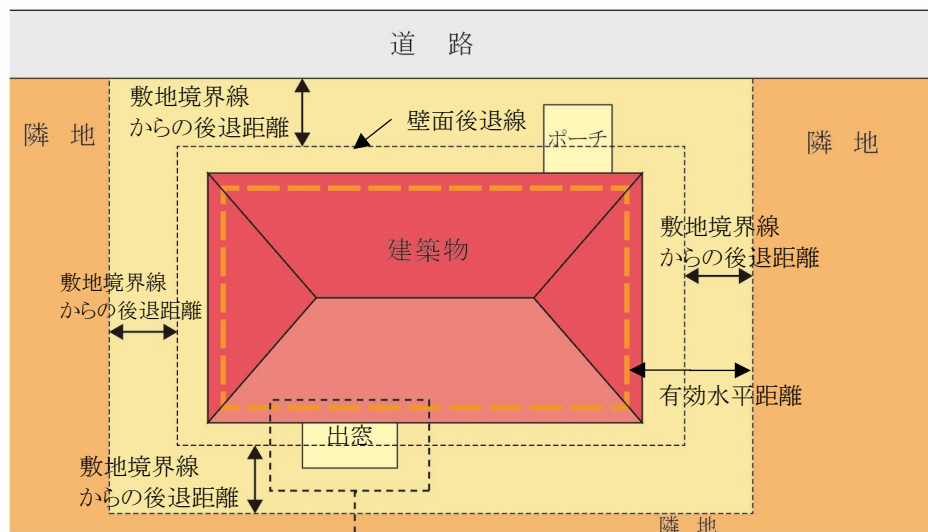 道 路
敷地境界線
からの後退距離
壁面後退線
ポーチ
隣 地
隣 地
建築物
敷地境界線
からの後退距離
敷地境界線
からの後退距離
有効水平距離
出窓
敷地境界線
からの後退距離
隣 地